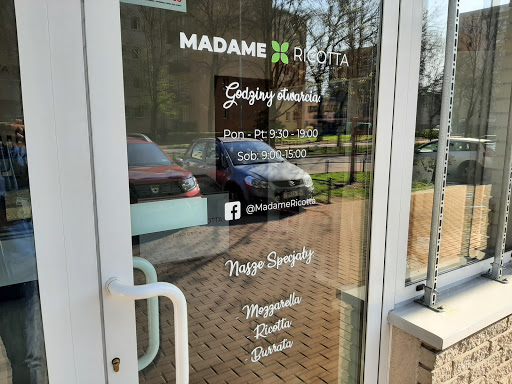 MADAME RICOTTA
Godziny otwarcia:
Pon - Pt: 9:30 - 19:00
Sob: 9:00-15:00
@MadameRicotta
Nasze Specjały
Mozzarella
Ricotta
Burrata